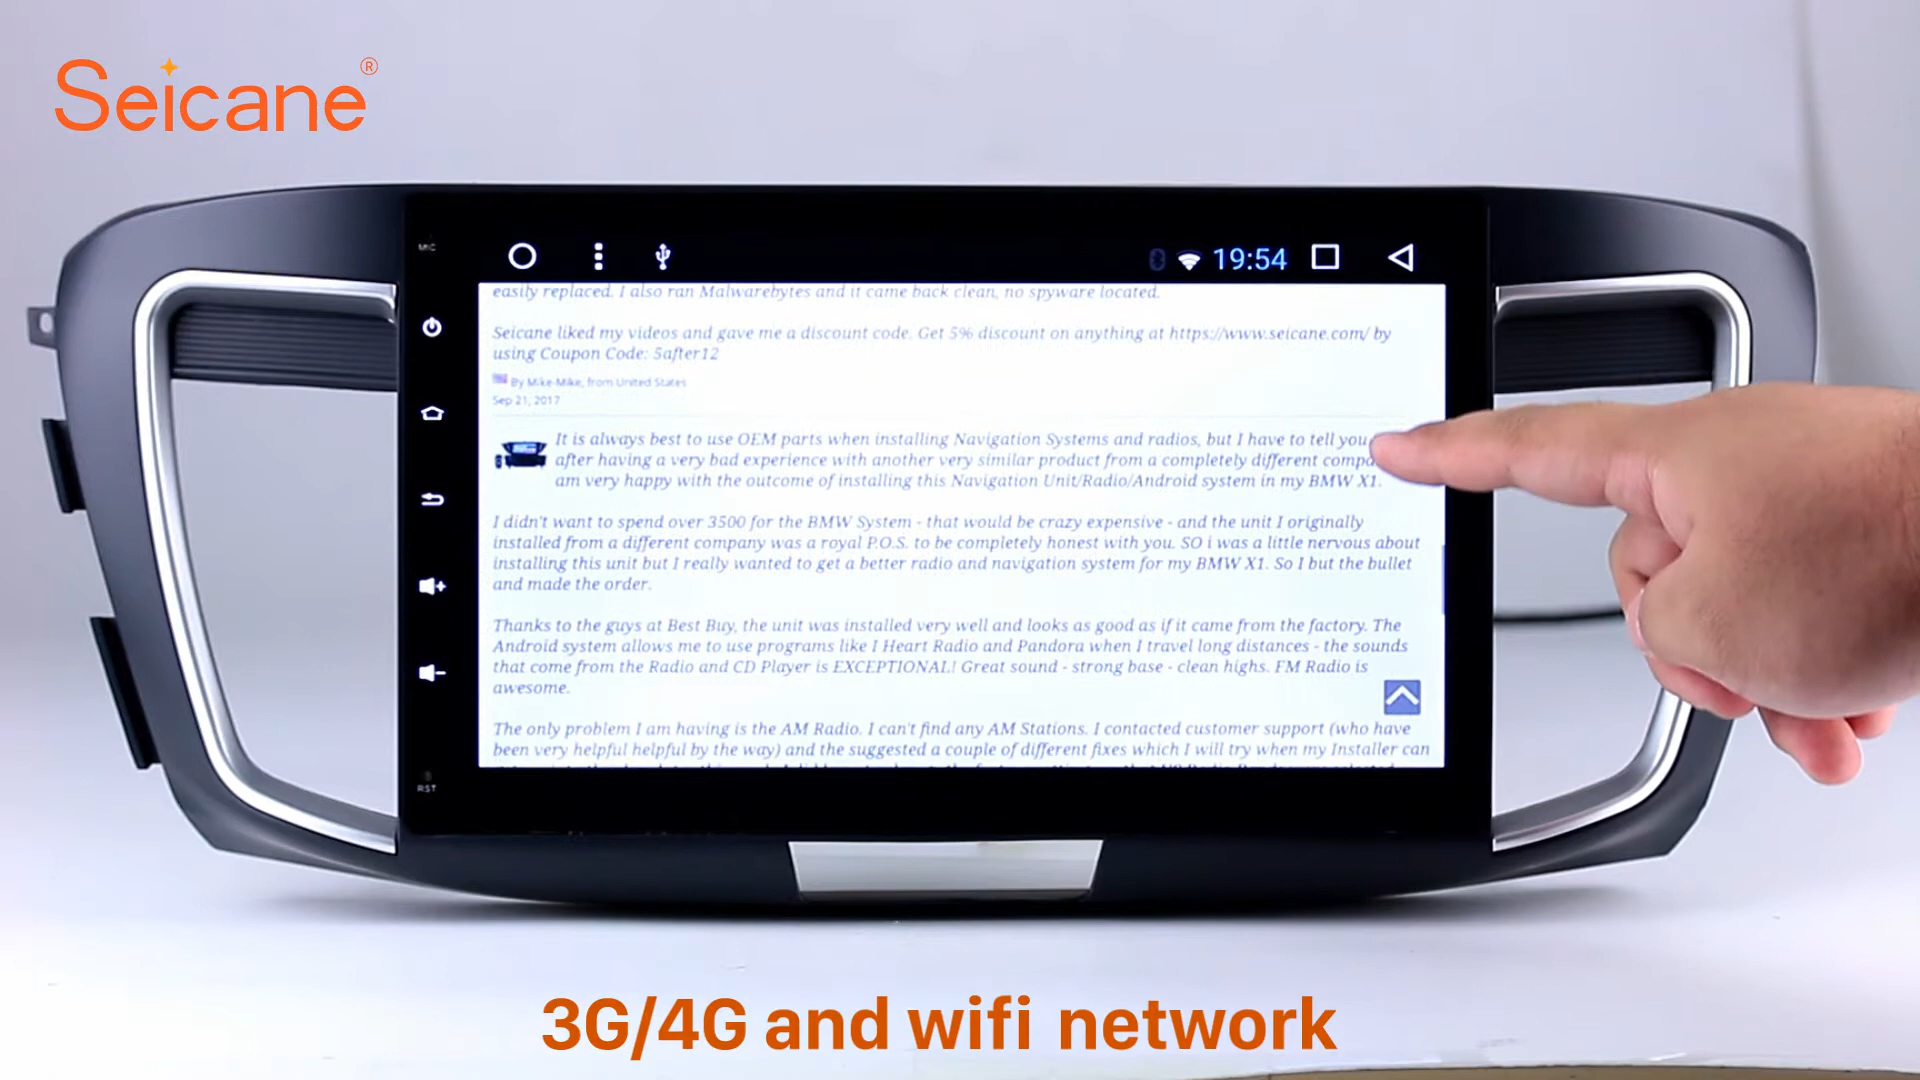 Seicane®
MIC
19:54
easily replaced. I also ran Malwarebytes and it came back clean, no spyware located.
Seicane liked my videos and gave me a discount code. Get 5% discount on anything at https://www.seicane.com/ by
using Coupon Code: 5after12
By Mike-Mike, from United States
Sep 21, 2017
It is always best to use OEM parts when installing Navigation Systems and radios, but I have to tell you
after having a very bad experience with another very similar product from a completely different
am very happy with the outcome of installing this Navigation Unit/Radio/Android system in my BMW X1.
I didn't want to spend over 3500 for the BMW System - that would be crazy expensive - and the unit I originally
installed from a different company was a royal P.O.S. to be completely honest with you. SO i was a little nervous about
installing this unit but I really wanted to get a better radio and navigation system for my BMW X1. So I but the bullet
and made the order.
Thanks to the guys at Best Buy, the unit was installed very well and looks as good as if it came from the factory. The
Android system allows me to use programs like I Heart Radio and Pandora when I travel long distances - the sounds
that come from the Radio and CD Player is EXCEPTIONAL! Great sound - strong base - clean highs. FM Radio is
awesome.
The only problem I am having is the AM Radio. I can't find any AM Stations. I contacted customer support (who have
been very helpful helpful by the way) and the suggested a couple of different fixes which I will try when my Installer can
RST
3G/4G and wifi network